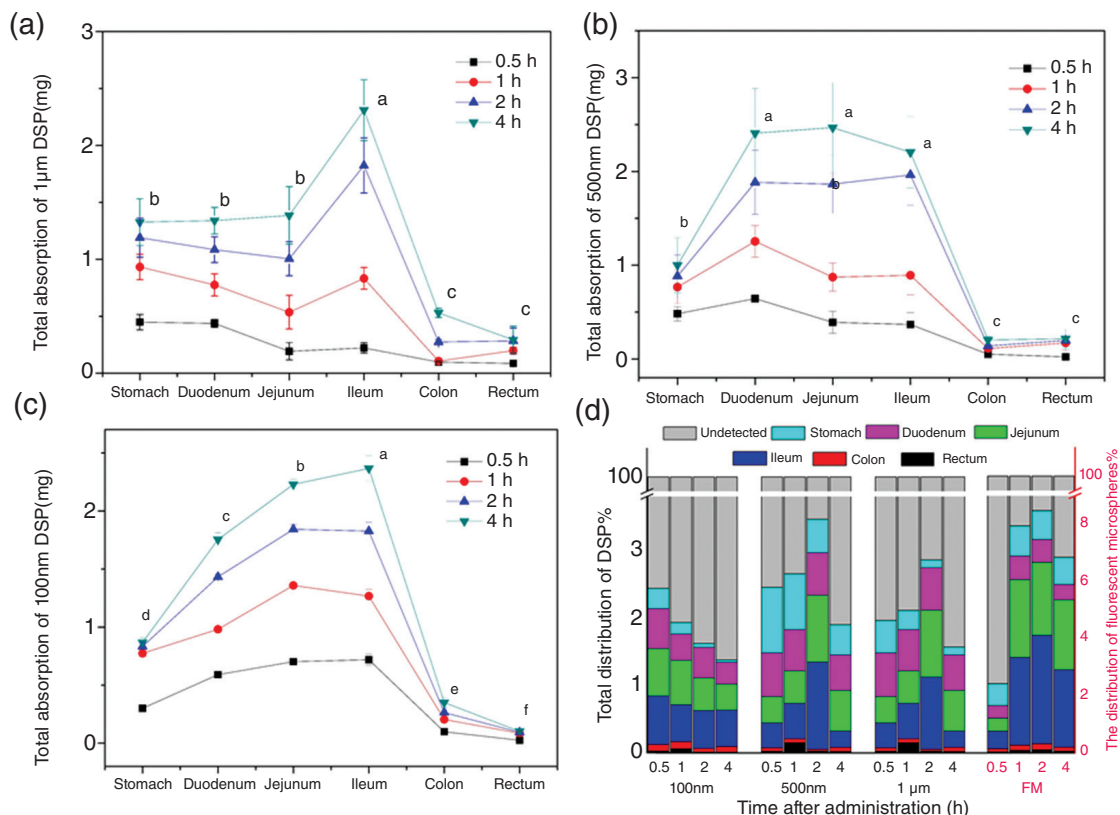 (a)
Total absorption of 1µm DSP(mg)
3
2
1
0
0.5 h
1 h
2 h
4 h
b
b
b
a
c
c
Stomach Duodenum Jejunum Ileum Colon Rectum
(b)
Total absorption of 500nm DSP(mg)
3
2
1
0
0.5 h
1 h
2 h
4 h
b
a
a
b
a
c
c
Stomach Duodenum Jejunum Ileum Colon Rectum
(c)
Total absorption of 100nm DSP(mg)
2
1
0
0.5 h
1 h
2 h
4 h
d
c
b
a
e
f
Stomach Duodenum Jejunum Ileum Colon Rectum
(d)
Undetected Stomach Duodenum Jejunum
Ileum Colon Rectum
Total distribution of DSP%
100
3
2
1
0
The distribution of fluorescent microspheres%
100
8
6
4
2
0
0.5 1 2 4 0.5 1 2 4 0.5 1 2 4 0.5 1 2 4
100nm 500nm 1 µm FM
Time after administration (h)